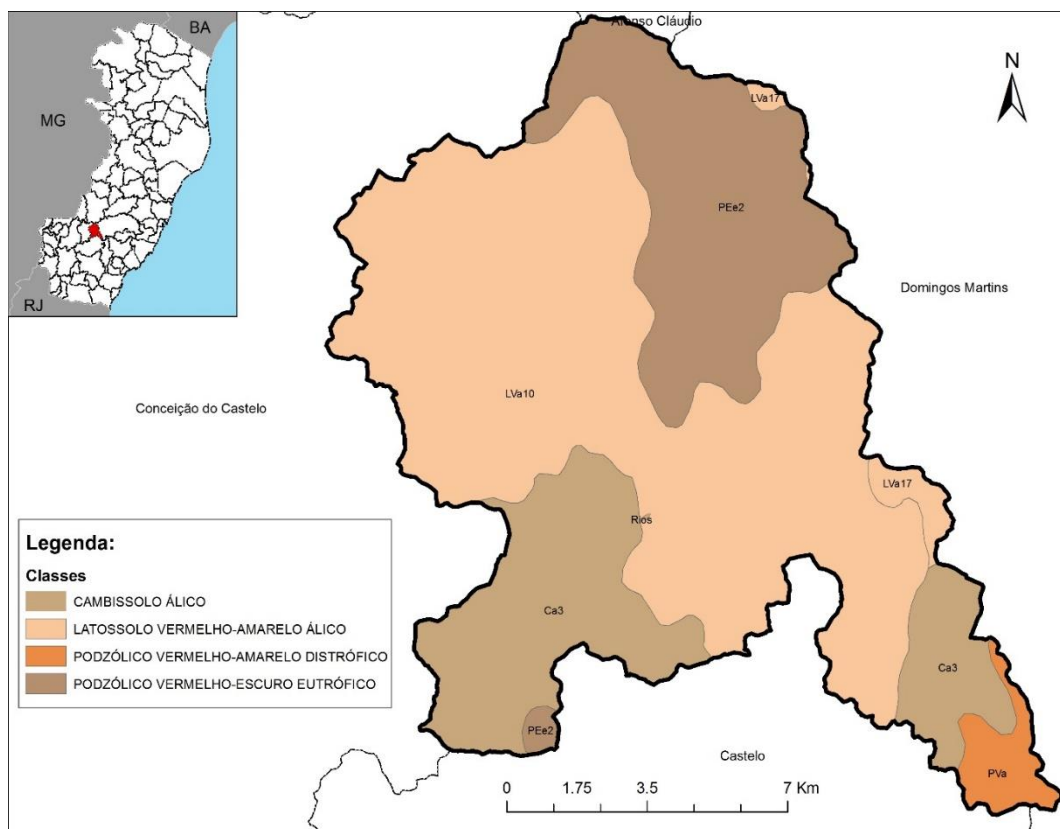 BA
MG
RJ
Afonso Cláudio
N
LVa17
PEe2
Domingos Martins
LVa10
Conceição do Castelo
LVa17
Rios
Legenda:
Classes
CAMBISSOLO ÁLICO
LATOSSOLO VERMELHO-AMARELO ÁLICO
PODZÓLICO VERMELHO-AMARELO DISTRÓFICO
PODZÓLICO VERMELHO-ESCURO EUTRÓFICO
Ca3
Ca3
PEe2
Castelo
PVa
0 1.75 3.5 7 Km